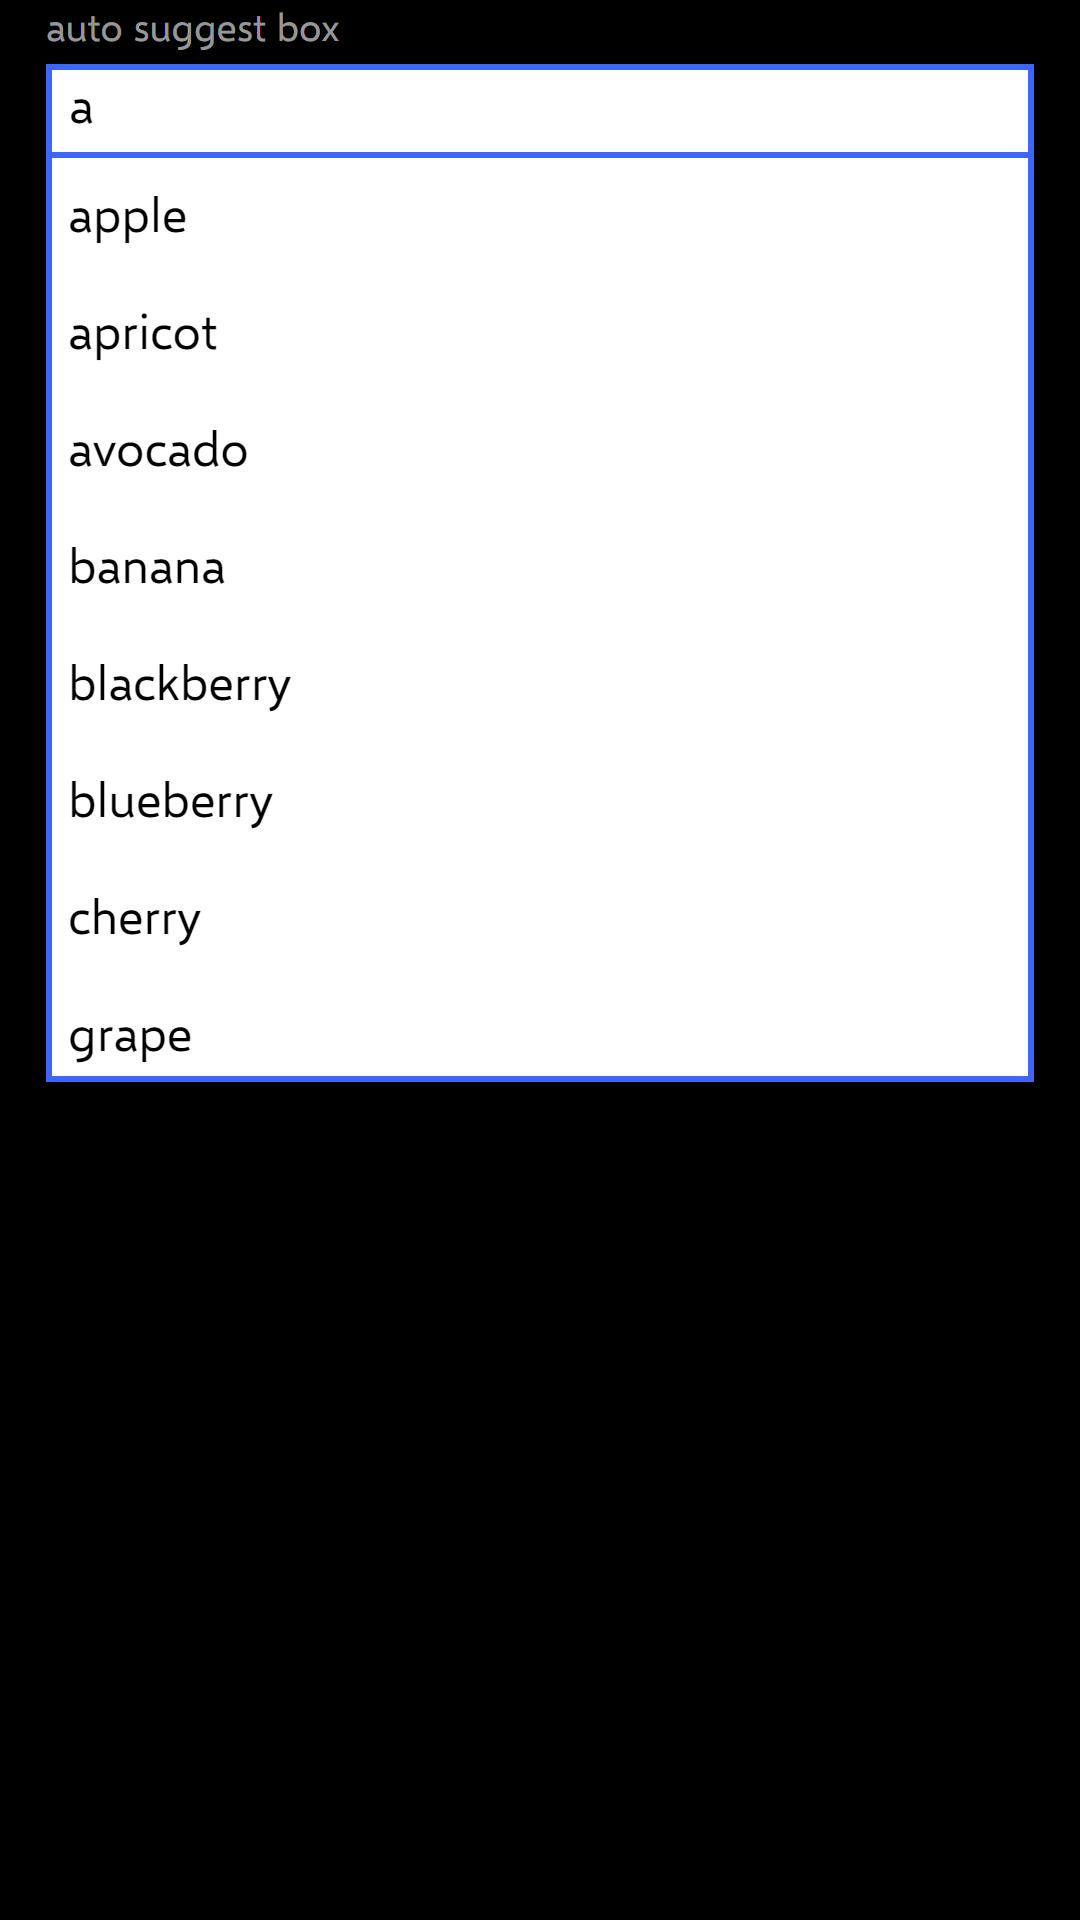 auto suggest box
a
apple
apricot
avocado
banana
blackberry
blueberry
cherry
grape